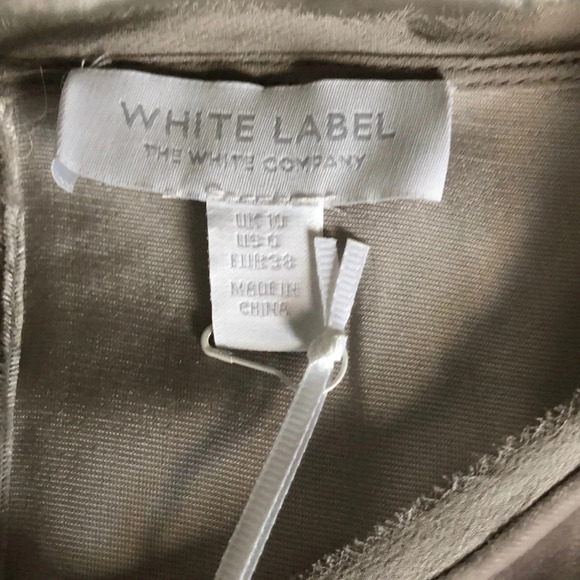 WHITE LABEL
THE WHITE COMPANY
UK 10
US 6
EUR 38
MADE IN
CHINA